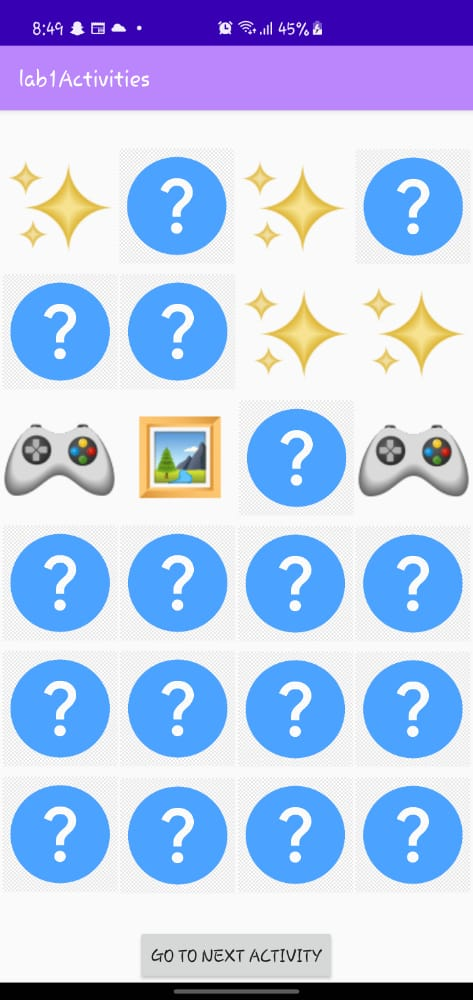 8:49 45%
lab1Activities
? ?
? ?
?
? ? ? ?
? ? ? ?
? ? ? ?
GO TO NEXT ACTIVITY